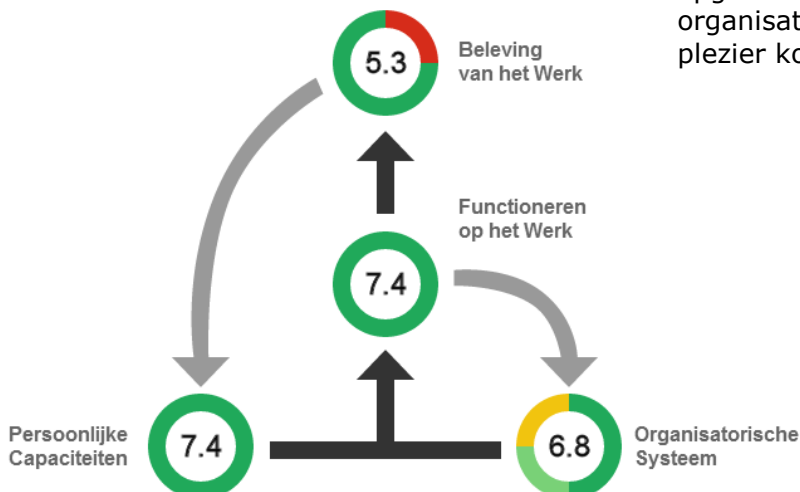 organisat
plezier ko
5.3
Beleving
van het Werk
Functioneren
op het Werk
7.4
Persoonlijke
Capaciteiten
7.4
6.8
Organisatorische
Systeem